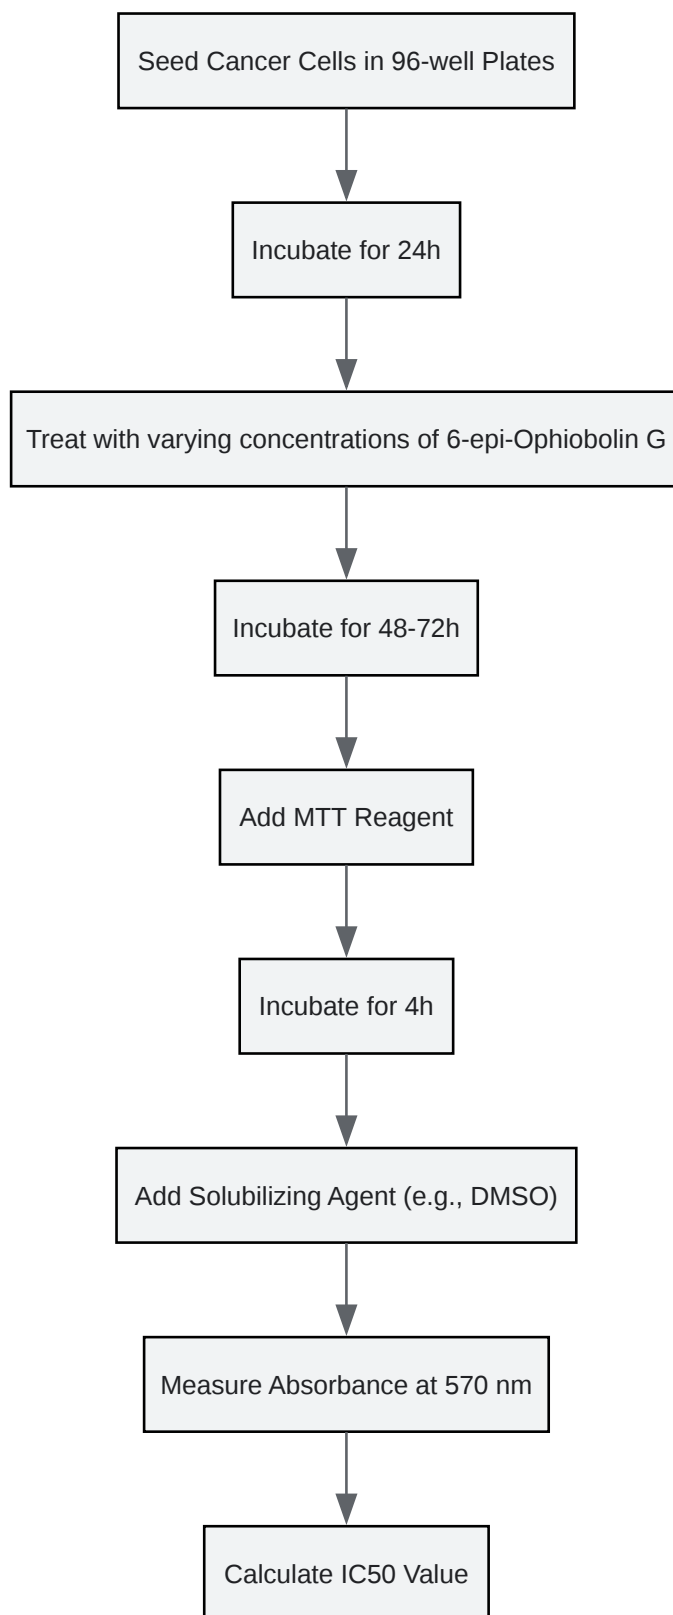 Seed Cancer Cells in 96-well Plates
Incubate for 24h
Treat with varying concentrations of 6-epi-Ophiobolin G
Incubate for 48-72h
Add MTT Reagent
Incubate for 4h
Add Solubilizing Agent (e.g., DMSO)
Measure Absorbance at 570 nm
Calculate IC50 Value